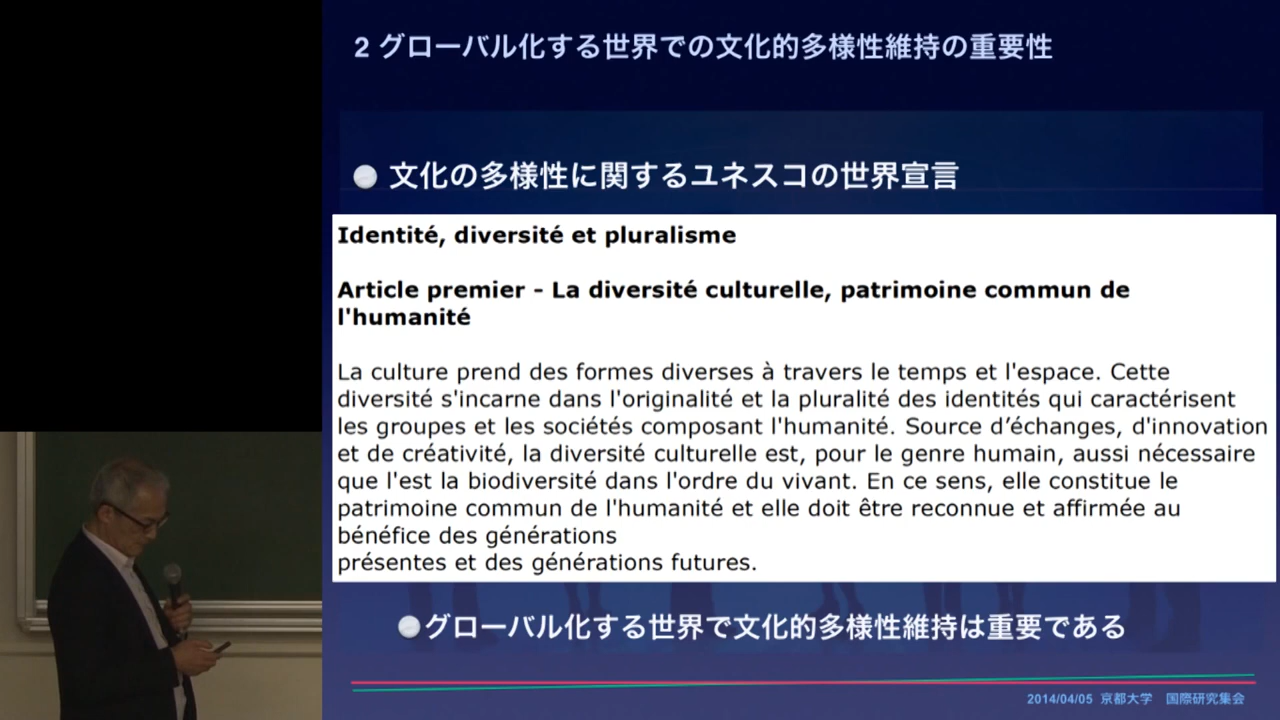 2 グローバル化する世界での文化的多様性維持の重要性
文化の多様性に関するユネスコの世界宣言
Identité, diversité et pluralisme
Article premier - La diversité culturelle, patrimoine commun de
l'humanité
La culture prend des formes diverses à travers le temps et l'espace. Cette
diversité s'incarne dans l'originalité et la pluralité des identités qui caractérisent
les groupes et les sociétés composant l'humanité. Source d’échanges, d'innovation
et de créativité, la diversité culturelle est, pour le genre humain, aussi nécessaire
que l'est la biodiversité dans l'ordre du vivant. En ce sens, elle constitue le
patrimoine commun de l'humanité et elle doit être reconnue et affirmée au
bénéfice des générations
présentes et des générations futures.
グローバル化する世界で文化的多様性維持は重要である
2014/04/05 京都大学 国際研究集会